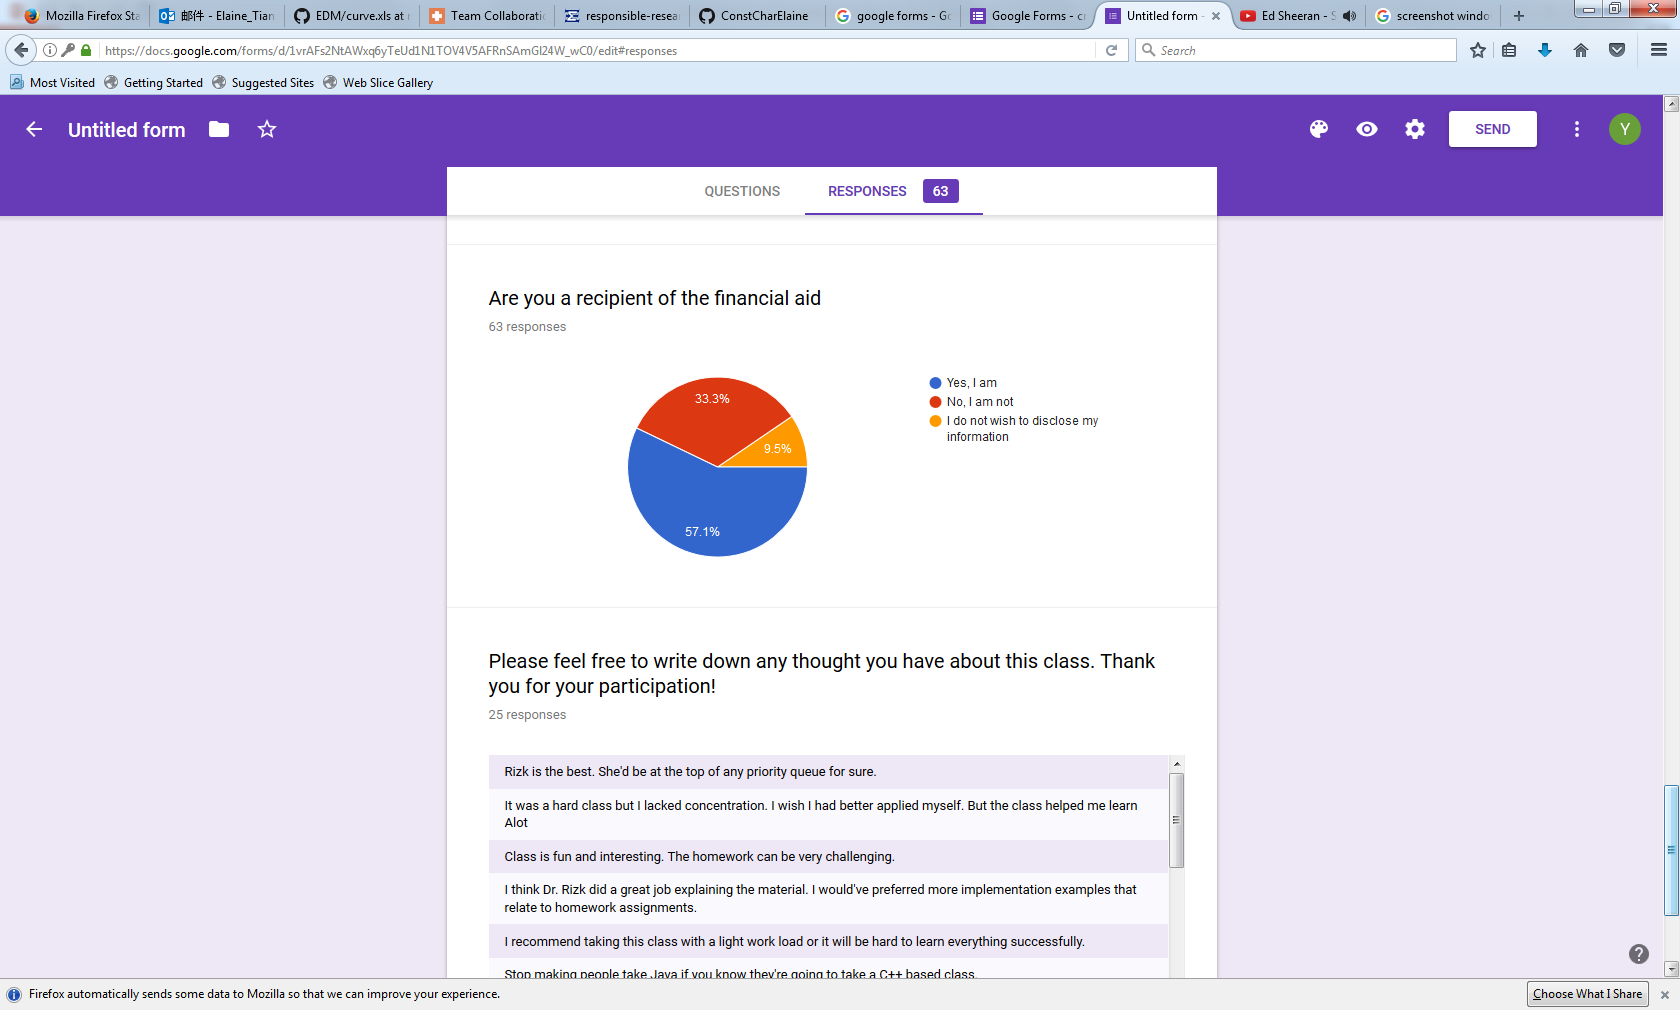 Mozilla Firefox Sta
邮件 - Elaine_Tian
EDM/curve.xls at
Team Collaborati
responsible-resea
ConstCharElaine
google forms - Go
Google Forms - cr
Untitled form -
Ed Sheeran - S
screenshot windo
https://docs.google.com/forms/d/1vrAFs2NtAWxq6yTeUd1N1TOV4V5AFRnSAmGl24W_wC0/edit#responses
Search
Most Visited
Getting Started
Suggested Sites
Web Slice Gallery
Untitled form
SEND
Y
QUESTIONS
RESPONSES 63
Are you a recipient of the financial aid
63 responses
33.3%
9.5%
57.1%
Yes, I am
No, I am not
I do not wish to disclose my
information
Please feel free to write down any thought you have about this class. Thank
you for your participation!
25 responses
Rizk is the best. She'd be at the top of any priority queue for sure.
It was a hard class but I lacked concentration. I wish I had better applied myself. But the class helped me learn
Alot
Class is fun and interesting. The homework can be very challenging.
I think Dr. Rizk did a great job explaining the material. I would've preferred more implementation examples that
relate to homework assignments.
I recommend taking this class with a light work load or it will be hard to learn everything successfully.
Stop making people take Java if you know they're going to take a C++ based class.
Firefox automatically sends some data to Mozilla so that we can improve your experience.
Choose What I Share